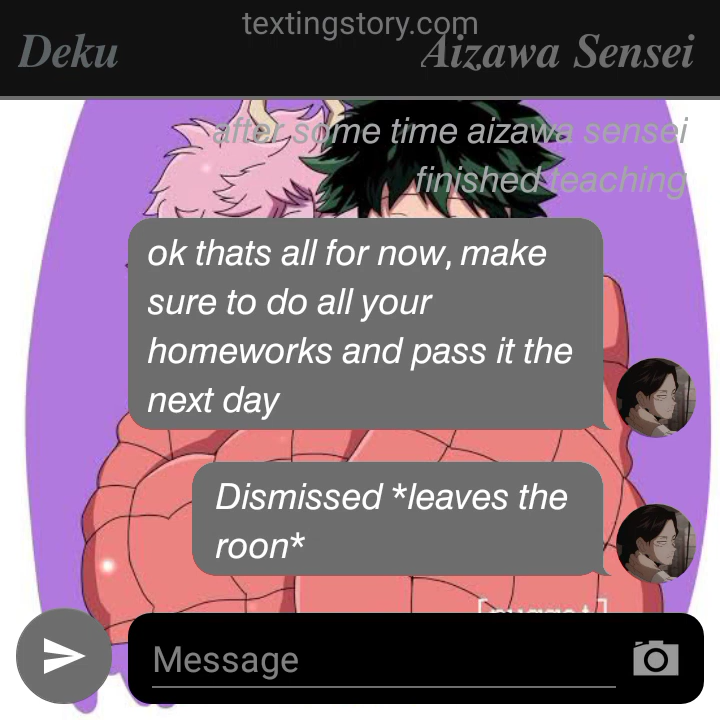 textingstory.com
Deku
Aizawa Sensei
after some time aizawa sensei
finished teaching
ok thats all for now, make
sure to do all your
homeworks and pass it the
next day
Dismissed *leaves the
roon*
Message